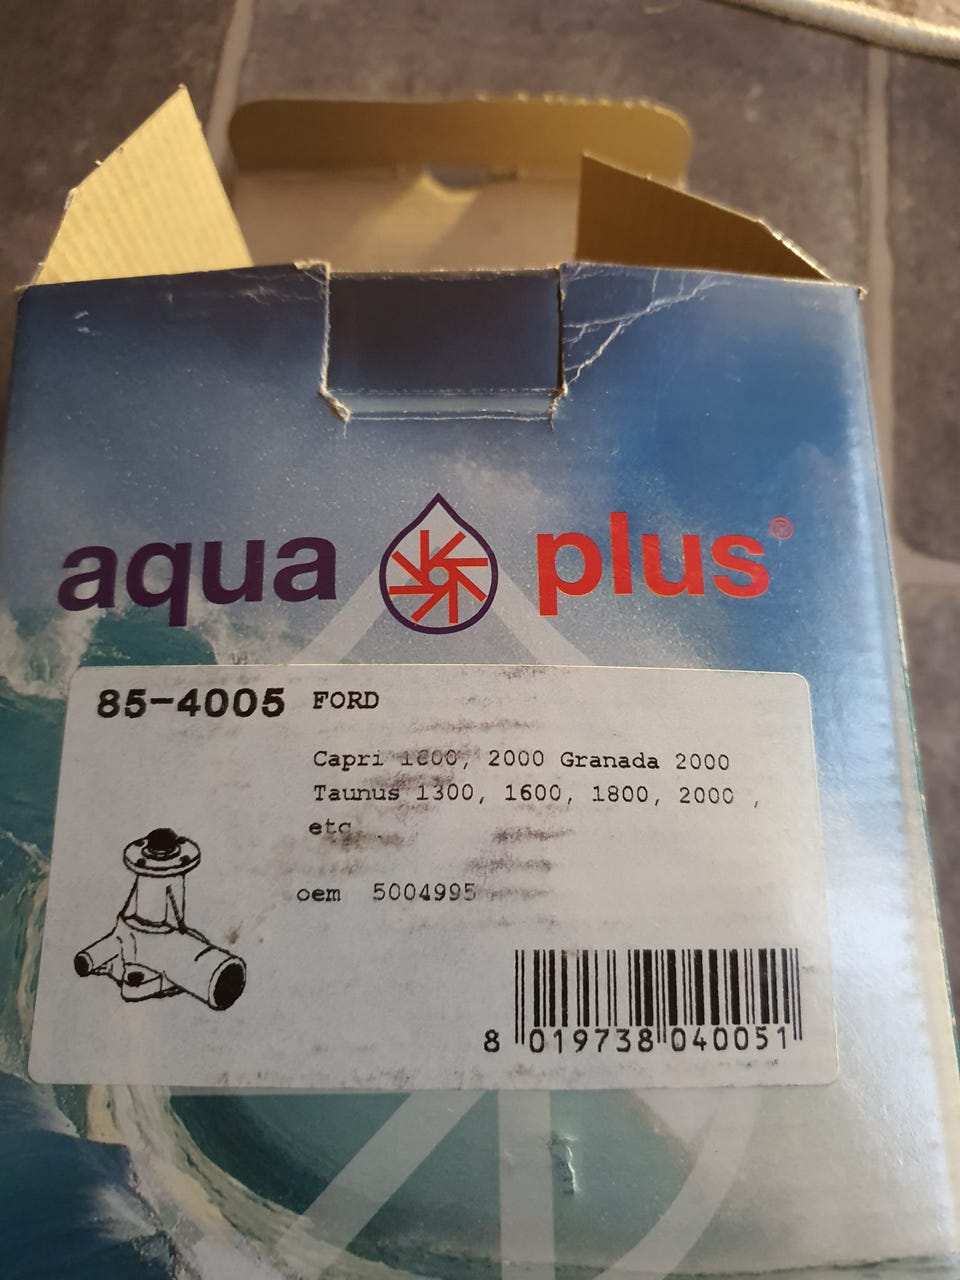 aqua plus®
85-4005 FORD
Capri 1600, 2000 Granada 2000
Taunus 1300, 1600, 1800, 2000 ,
etc
oem 5004995
8 019738 040051